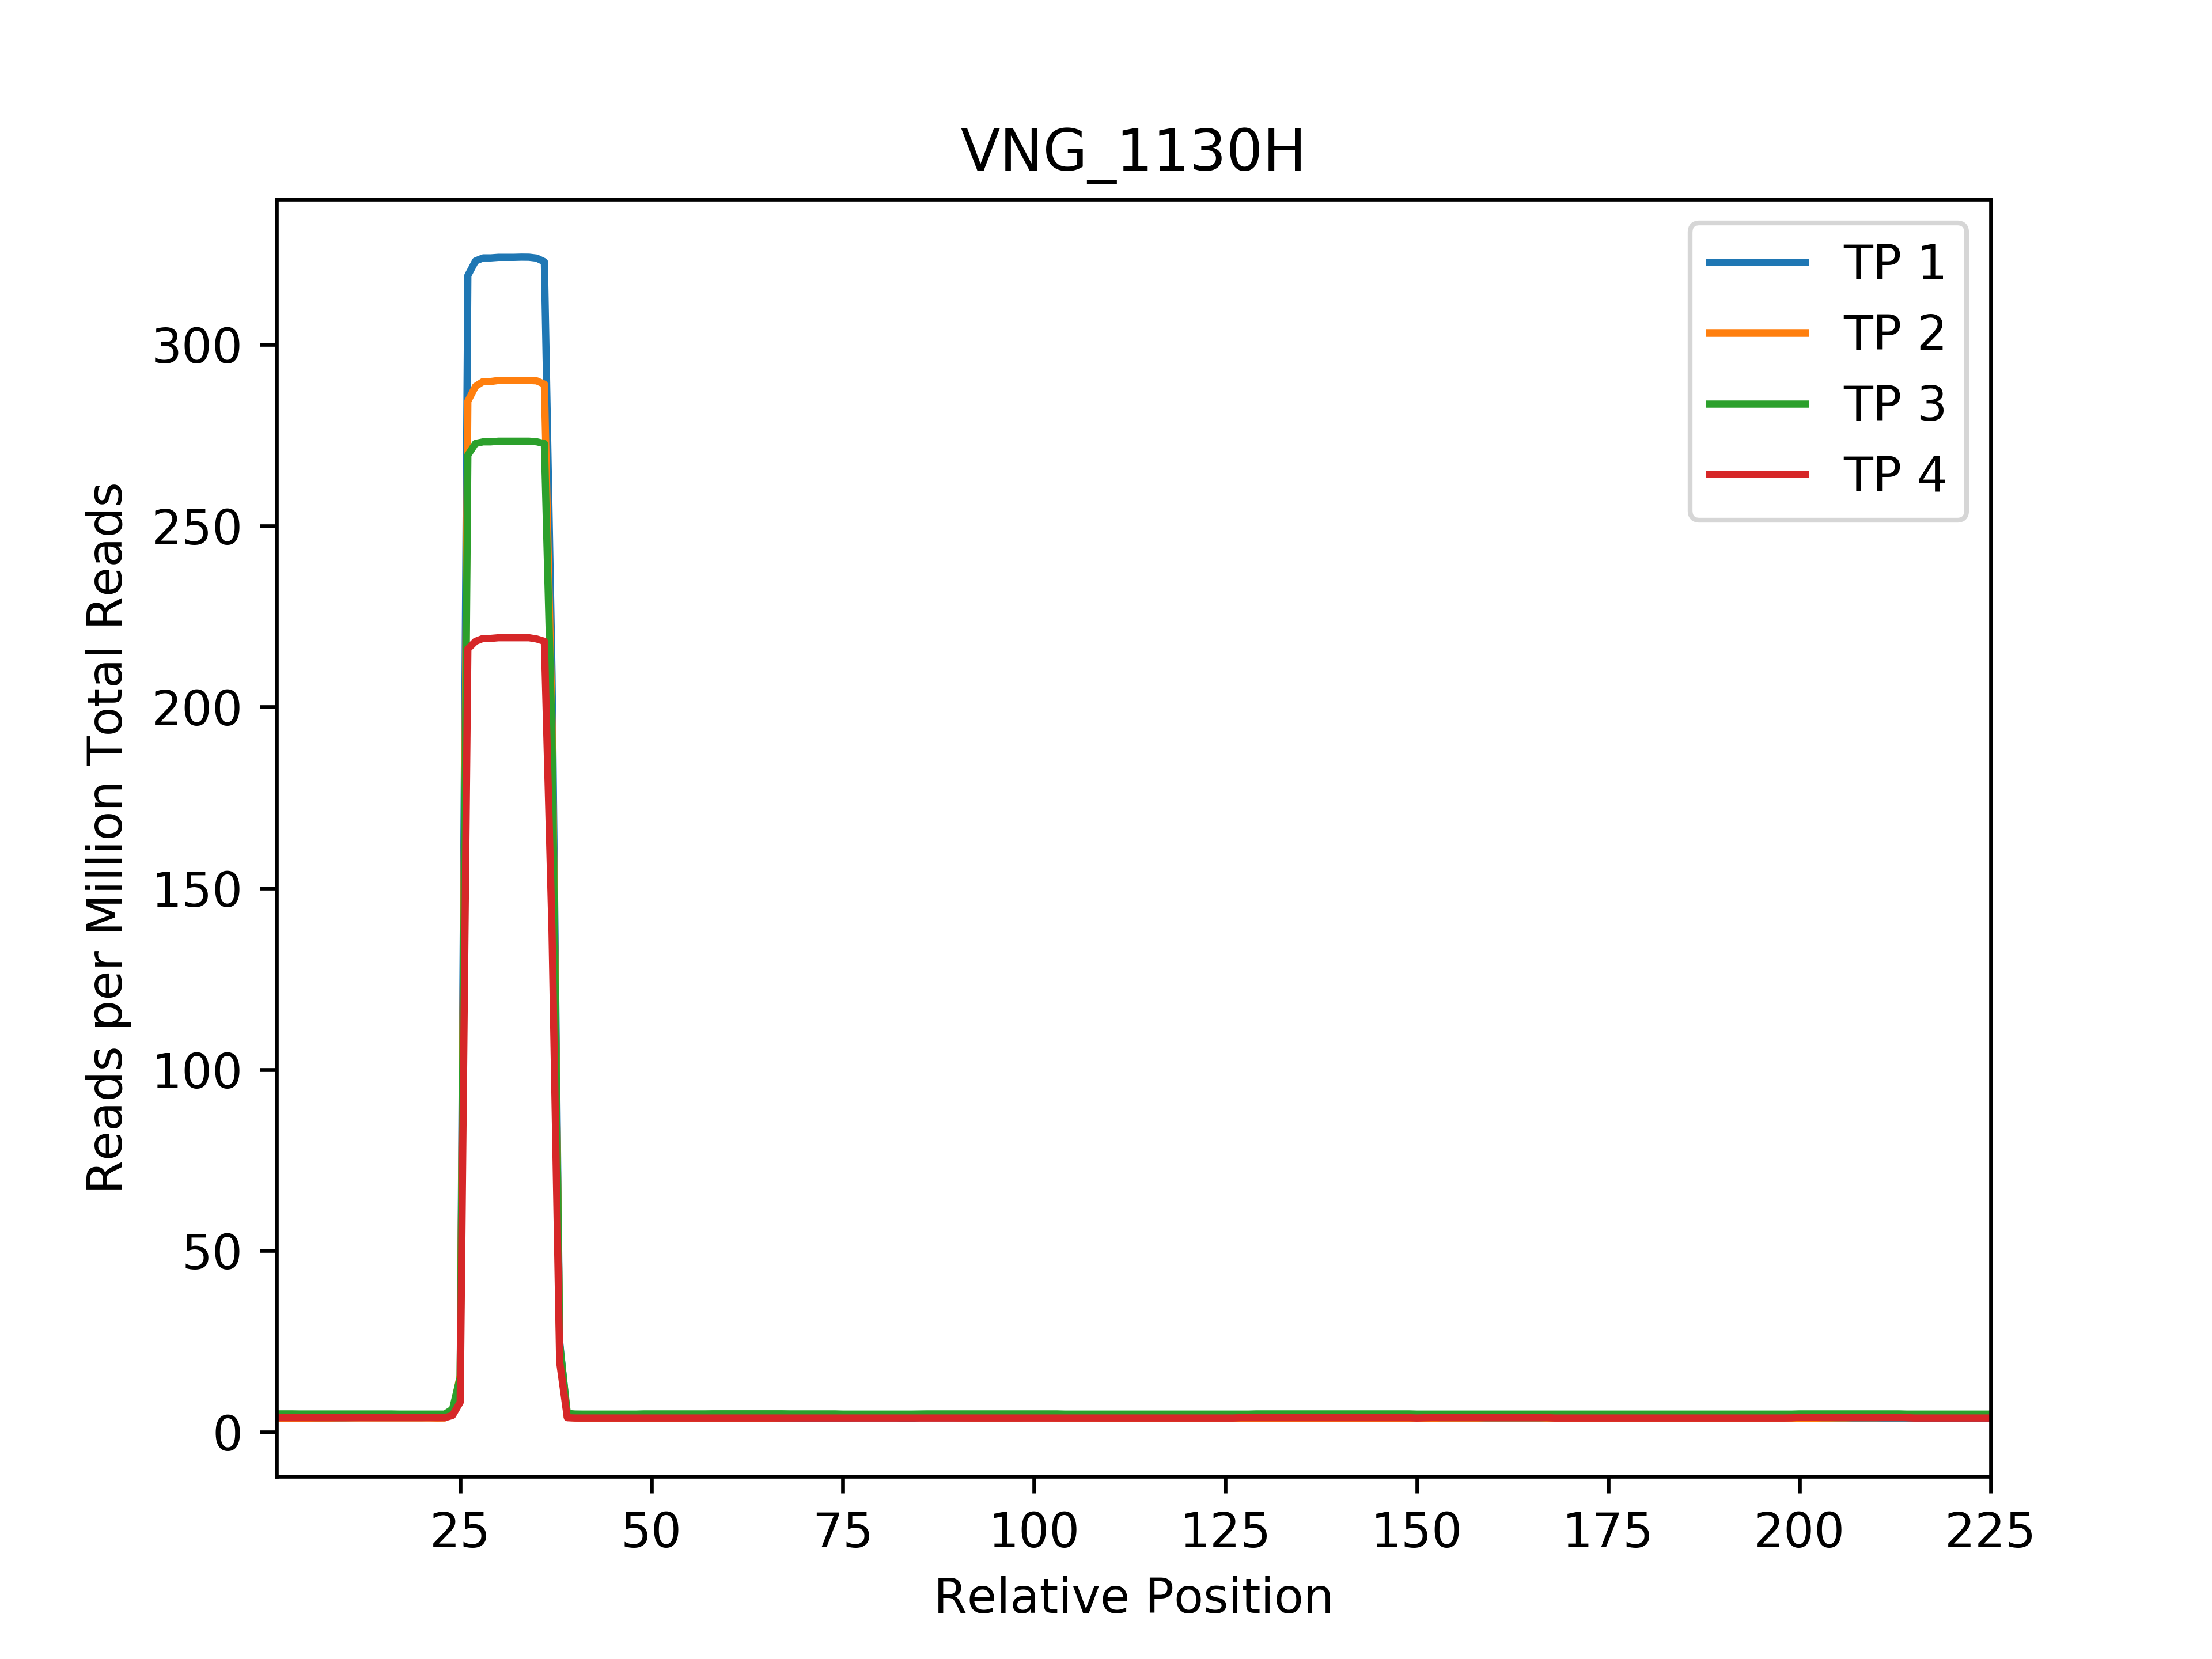 VNG_1130H
TP 1
TP 2
TP 3
TP 4
Reads per Million Total Reads
300
250
200
150
100
50
0
25 50 75 100 125 150 175 200 225
Relative Position